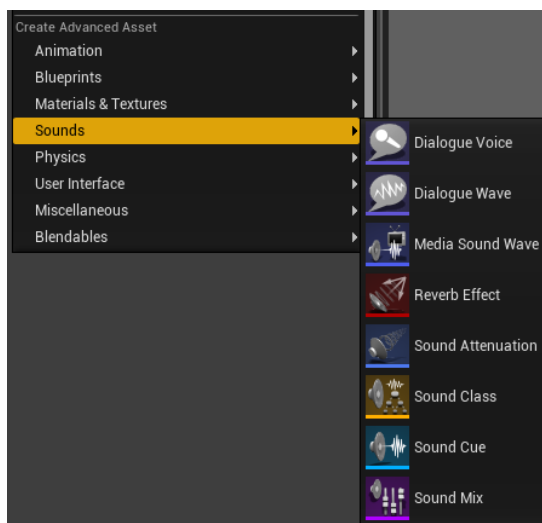 Create Advanced Asset
Animation
Blueprints
Materials & Textures
Sounds
Physics
User Interface
Miscellaneous
Blendables
Dialogue Voice
Dialogue Wave
Media Sound Wave
Reverb Effect
Sound Attenuation
Sound Class
Sound Cue
Sound Mix